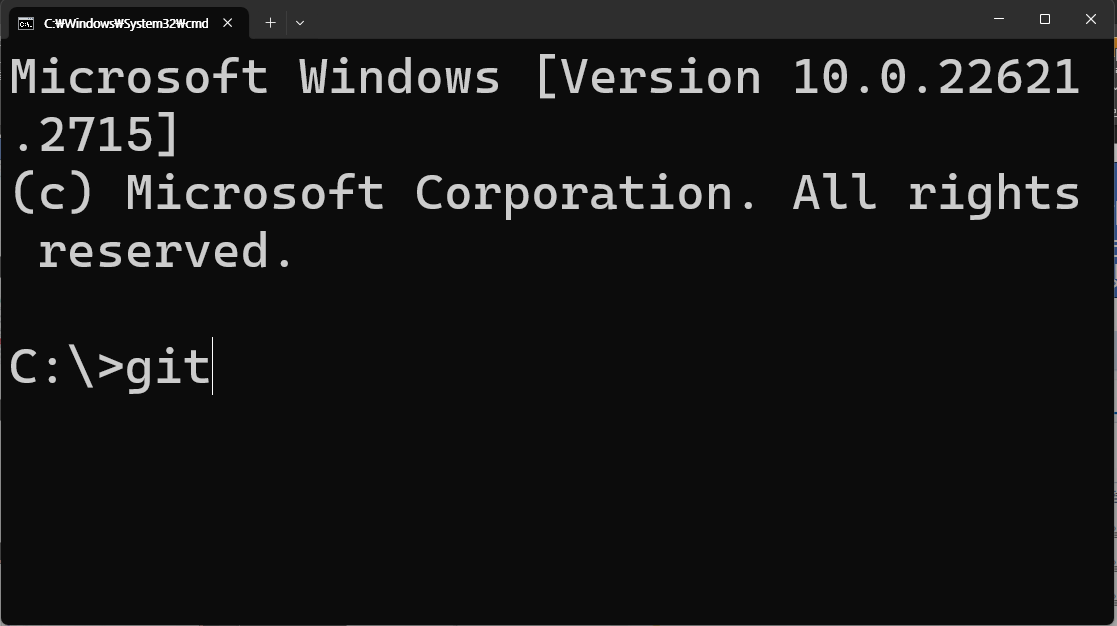 C:₩Windows₩System32₩cmd
Microsoft Windows [Version 10.0.22621
.2715]
(c) Microsoft Corporation. All rights
 reserved.
C:\>git